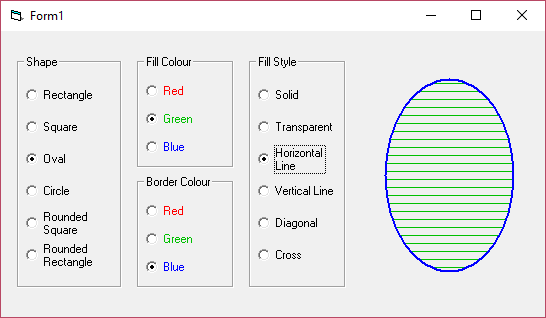 Form1
Shape
Rectangle
Square
Oval
Circle
Rounded
Square
Rounded
Rectangle
Fill Colour
Red
Green
Blue
Border Colour
Red
Green
Blue
Fill Style
Solid
Transparent
Horizontal
Line
Vertical Line
Diagonal
Cross